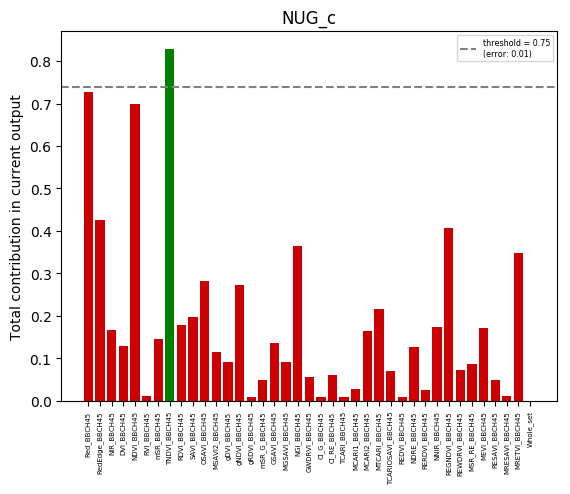 NUG_c
threshold = 0.75
(error: 0.01)
Total contribution in current output
0.8
0.7
0.6
0.5
0.4
0.3
0.2
0.1
0.0
Red_BBCH45
RedEdge_BBCH45
NIR_BBCH45
DVI_BBCH45
NDVI_BBCH45
RVI_BBCH45
mSR_BBCH45
TNDVI_BBCH45
RDVI_BBCH45
SAVI_BBCH45
OSAVI_BBCH45
MSAVI2_BBCH45
gDVI_BBCH45
gNDVI_BBCH45
gRDVI_BBCH45
mSR_G_BBCH45
GSAVI_BBCH45
MGSAVI_BBCH45
NGI_BBCH45
GWDRVI_BBCH45
CI_G_BBCH45
CI_RE_BBCH45
TCARI_BBCH45
MCARI1_BBCH45
MCARI2_BBCH45
MTCARI_BBCH45
TCARIOSAVI_BBCH45
REDVI_BBCH45
NDRE_BBCH45
RERDVI_BBCH45
NNIR_BBCH45
REGNDVI_BBCH45
REWDRVI_BBCH45
MSR_RE_BBCH45
MEVI_BBCH45
RESAVI_BBCH45
MRESAVI_BBCH45
MRETVI_BBCH45
Whole_set